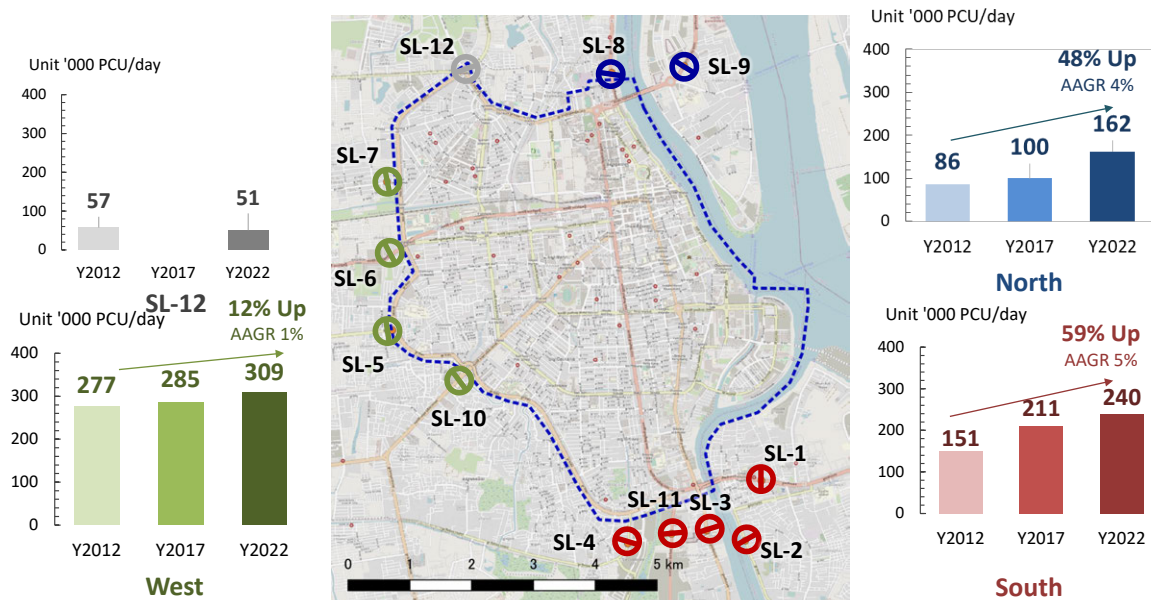 Unit '000 PCU/day
400
300
200
100
0
57
51
Y2012 Y2017 Y2022
SL-12
Unit '000 PCU/day
12% Up
AAGR 1%
400
300
200
100
0
277
285
309
Y2012 Y2017 Y2022
West
SL-12
SL-8
SL-9
SL-7
SL-6
SL-5
SL-10
SL-1
SL-11
SL-3
SL-4
SL-2
0 1 2 3 4 5 km
Unit '000 PCU/day
400
300
200
100
0
48% Up
AAGR 4%
86
100
162
Y2012 Y2017 Y2022
North
Unit '000 PCU/day
59% Up
AAGR 5%
400
300
200
100
0
151
211
240
Y2012 Y2017 Y2022
South